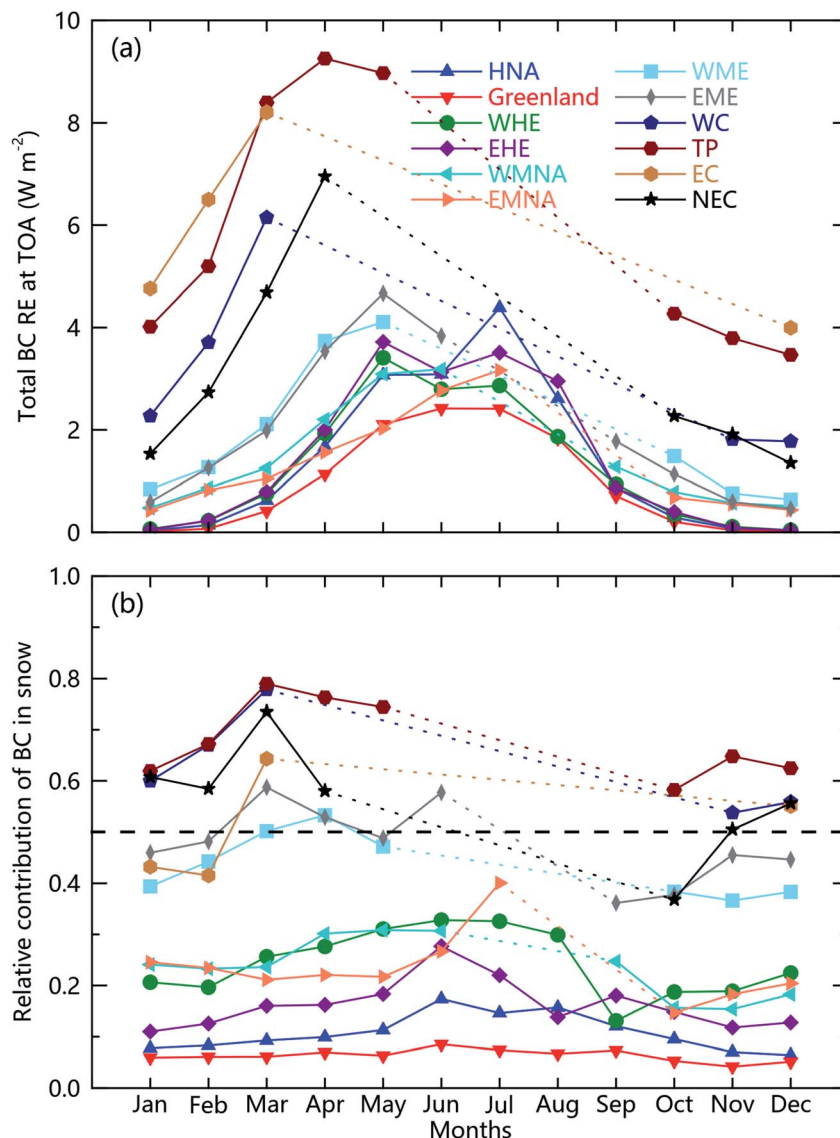 10
(a)
8
6
4
2
0
Total BC RE at TOA (W m⁻²)
HNA
Greenland
WHE
EHE
WMNA
EMNA
WME
EME
WC
TP
EC
NEC
1.0
(b)
0.8
0.6
0.4
0.2
0.0
Relative contribution of BC in snow
Jan Feb Mar Apr May Jun Jul Aug Sep Oct Nov Dec
Months